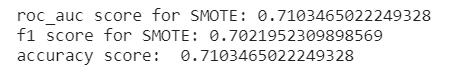 roc_auc score for SMOTE: 0.7103465022249328
f1 score for SMOTE: 0.7021952309898569
accuracy score:  0.7103465022249328